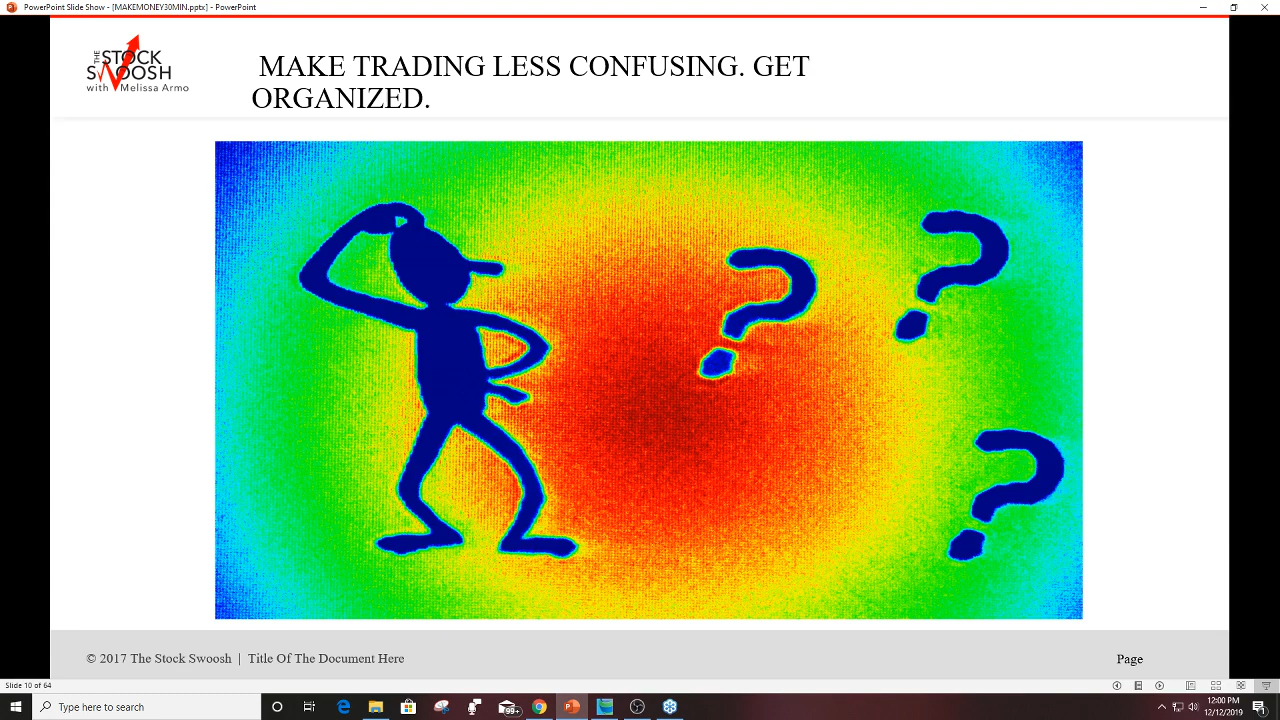 PowerPoint Slide Show - [MAKEMONEY30MIN.pptx] - PowerPoint
THE
STOCK
SWOOSH
with Melissa Armo
MAKE TRADING LESS CONFUSING. GET
ORGANIZED.
? ? ?
© 2017 The Stock Swoosh | Title Of The Document Here
Page
Slide 10 of 64
Type here to search
99+
12:00 PM
12/12/2019
1